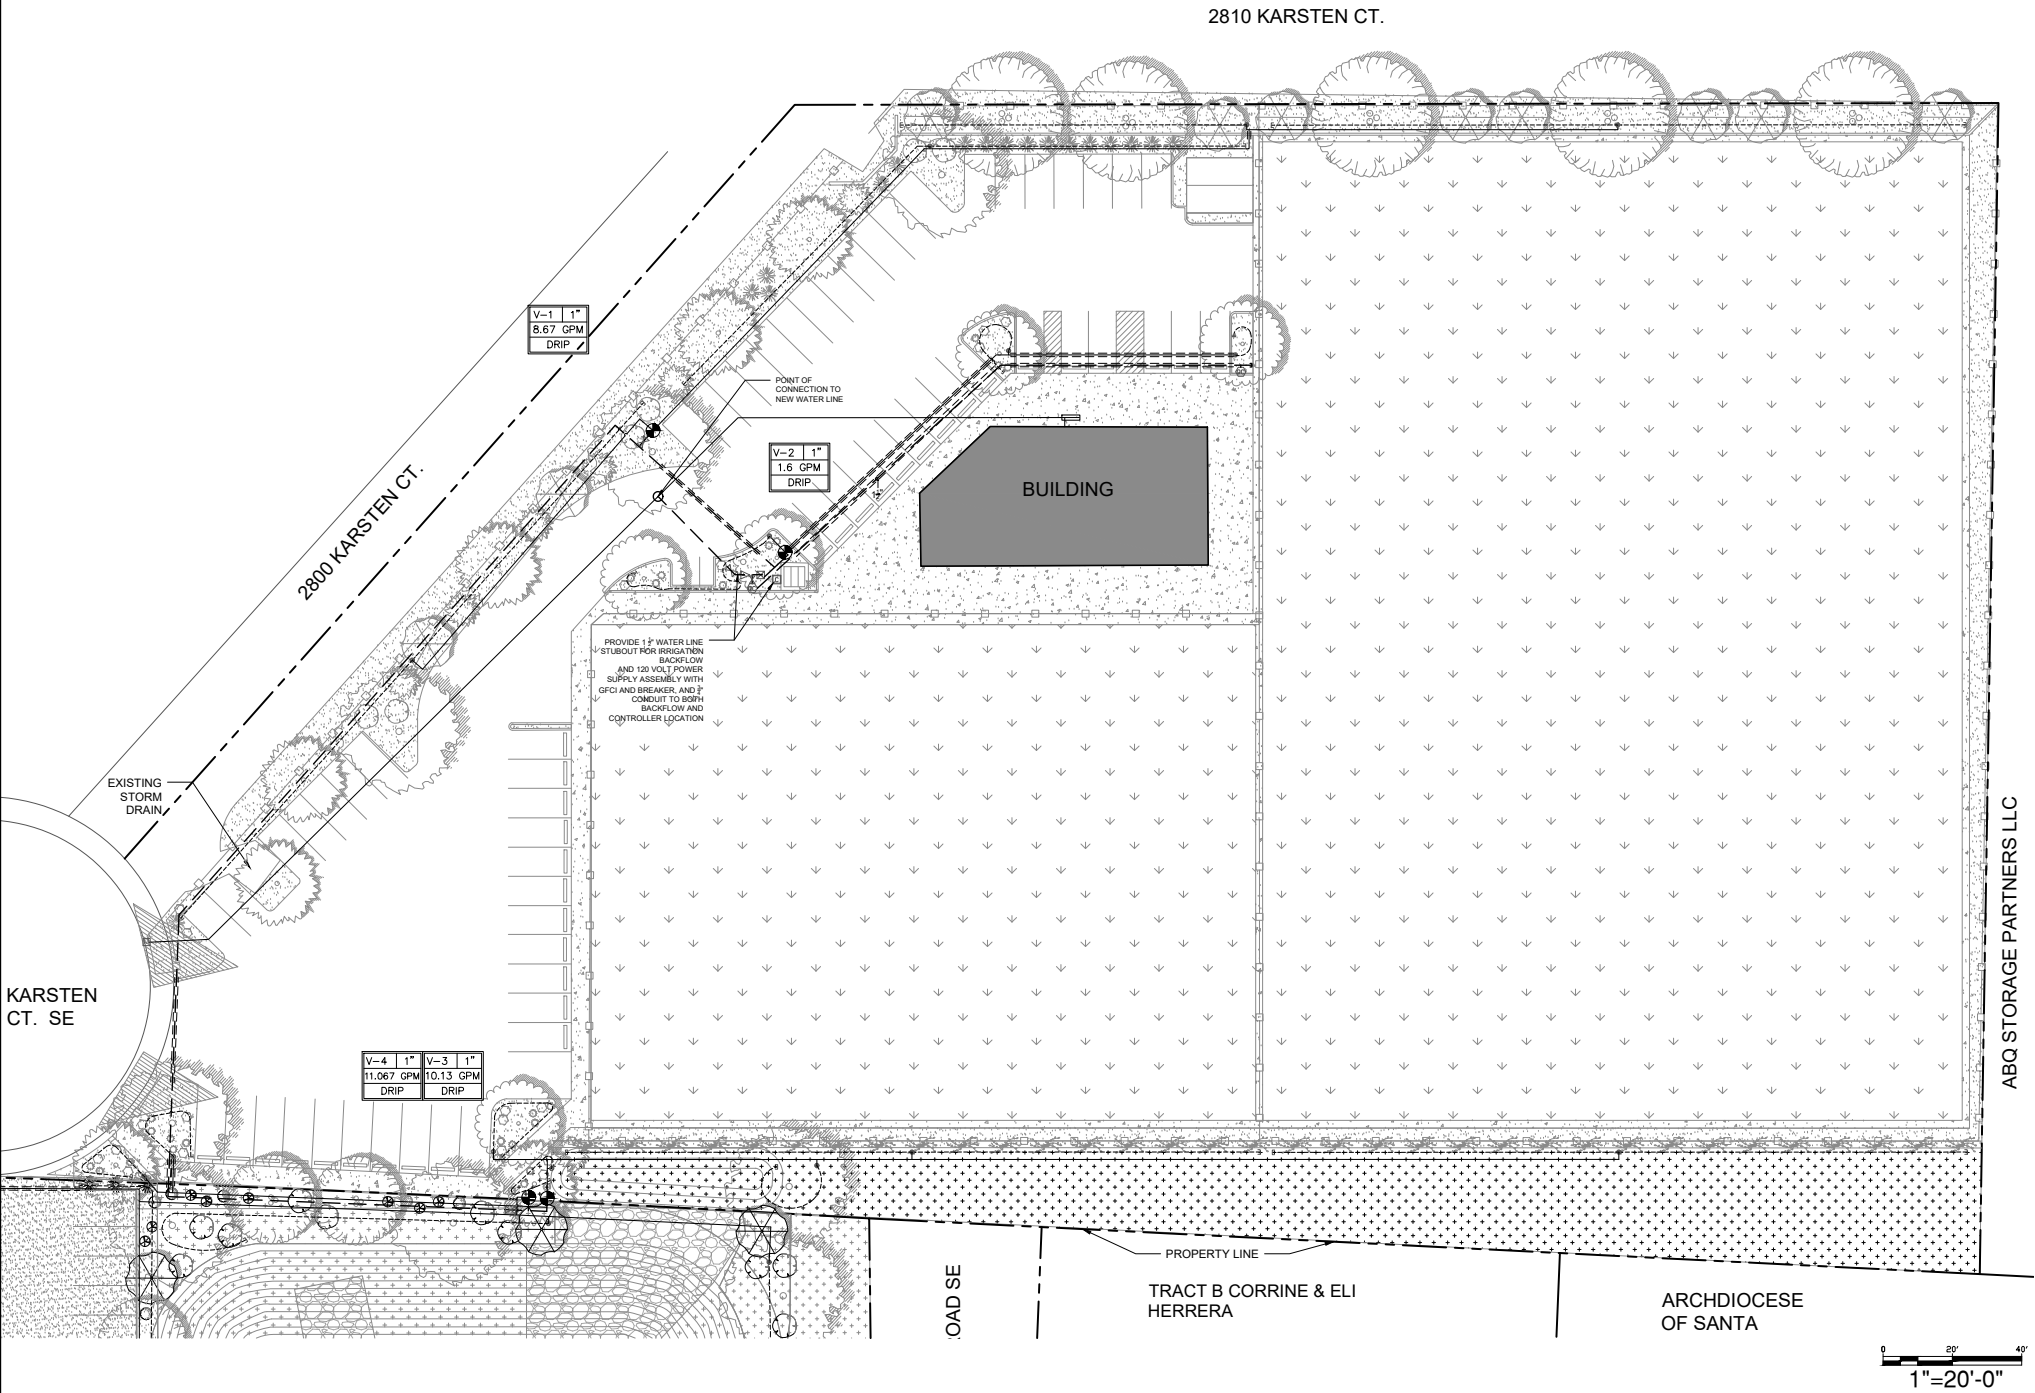 2810 KARSTEN CT.
V-1 1"
8.67 GPM
DRIP
POINT OF
CONNECTION TO
NEW WATER LINE
V-2 1"
1.6 GPM
DRIP
BUILDING
2800 KARSTEN CT.
PROVIDE 1½" WATER LINE
STUBOUT FOR IRRIGATION
BACKFLOW
AND 120 VOLT POWER
SUPPLY ASSEMBLY WITH
GFCI AND BREAKER, AND
CONDUIT TO BOTH
BACKFLOW AND
CONTROLLER LOCATION
EXISTING
STORM
DRAIN
ABQ STORAGE PARTNERS LLC
KARSTEN
CT. SE
V-4 1"
11.067 GPM
DRIP
V-3 1"
10.13 GPM
DRIP
PROPERTY LINE
OAD SE
TRACT B CORRINE & ELI
HERRERA
ARCHDIOCESE
OF SANTA
0 20' 40'
1"=20'-0"